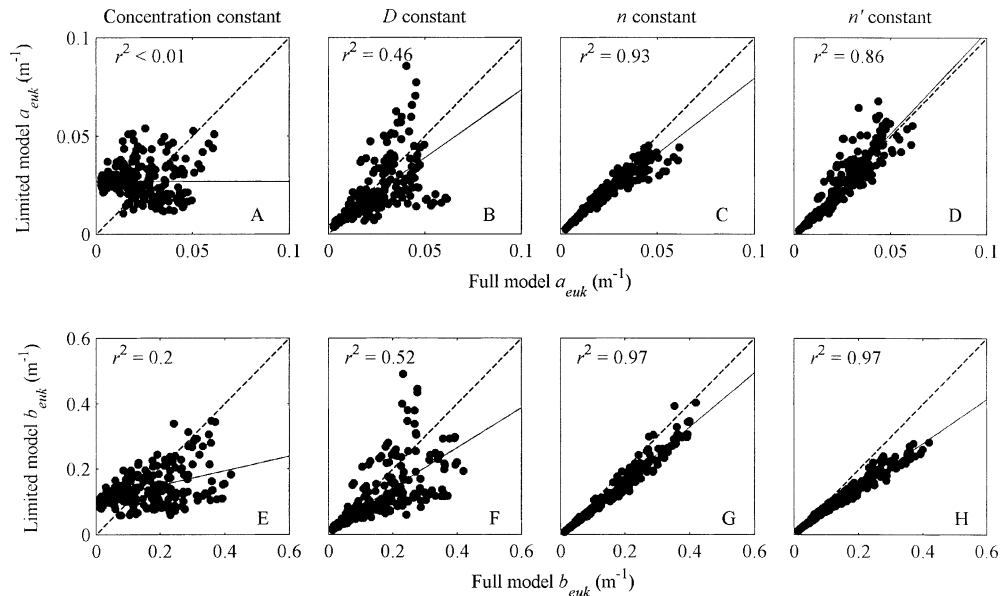 Concentration constant D constant n constant n′ constant
Limited model a_euk (m⁻¹)
0.1
0.05
0
r² < 0.01
A
r² = 0.46
B
r² = 0.93
C
r² = 0.86
D
0 0.05 0.1 0 0.05 0.1 0 0.05 0.1 0 0.05 0.1
Full model a_euk (m⁻¹)
Limited model b_euk (m⁻¹)
0.6
0.4
0.2
0
r² = 0.2
E
r² = 0.52
F
r² = 0.97
G
r² = 0.97
H
0 0.2 0.4 0.6 0 0.2 0.4 0.6 0 0.2 0.4 0.6 0 0.2 0.4 0.6
Full model b_euk (m⁻¹)